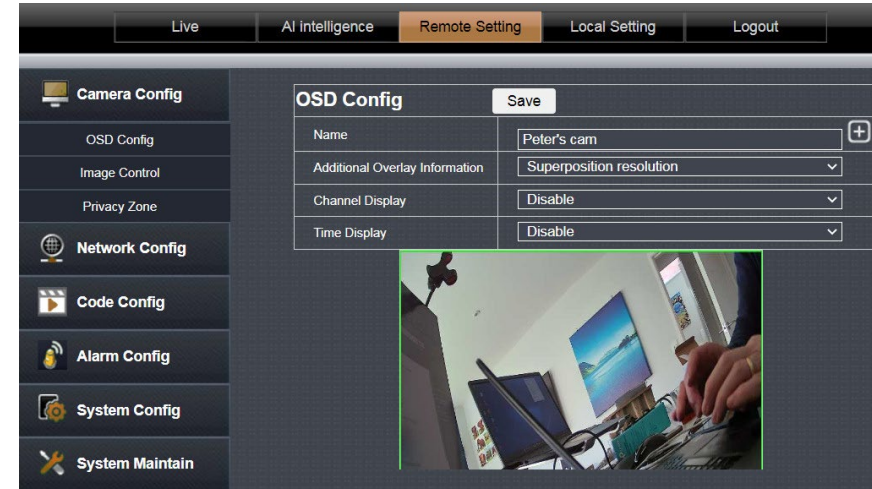 Live
AI intelligence
Remote Setting
Local Setting
Logout
Camera Config
OSD Config
Image Control
Privacy Zone
Network Config
Code Config
Alarm Config
System Config
System Maintain
OSD Config
Save
Name
Peter's cam
Additional Overlay Information
Superposition resolution
Channel Display
Disable
Time Display
Disable